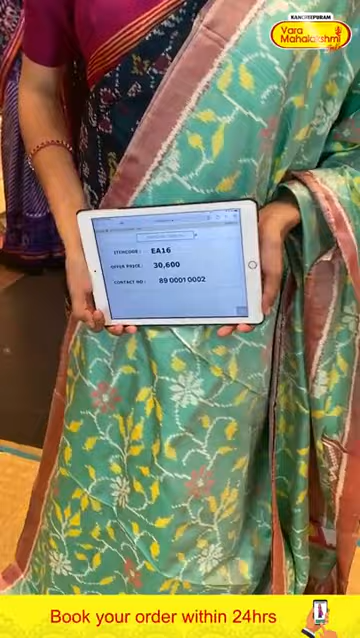 KANCHEEPURAM
Vara
Mahalakshmi
Silks
ITEMCODE : EA16
OFFER PRICE: 30,600
CONTACT NO : 89 0001 0002
Book your order within 24hrs